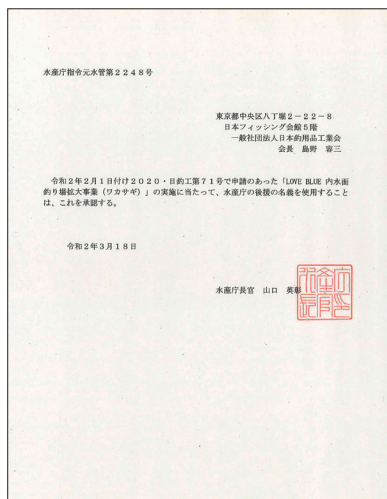 水産庁指令元水管第2248号
東京都中央区八丁堀2-22-8
日本フィッシング会館5階
一般社団法人日本釣用品工業会
会長 島野 容三
令和2年2月1日付け2020・日釣工第71号で申請のあった「LOVE BLUE 内水面
釣り場拡大事業(ワカサギ)」の実施に当たって、水産庁の後援の名義を使用すること
は、これを承認する。
令和2年3月18日
水産庁長官 山口 英彰